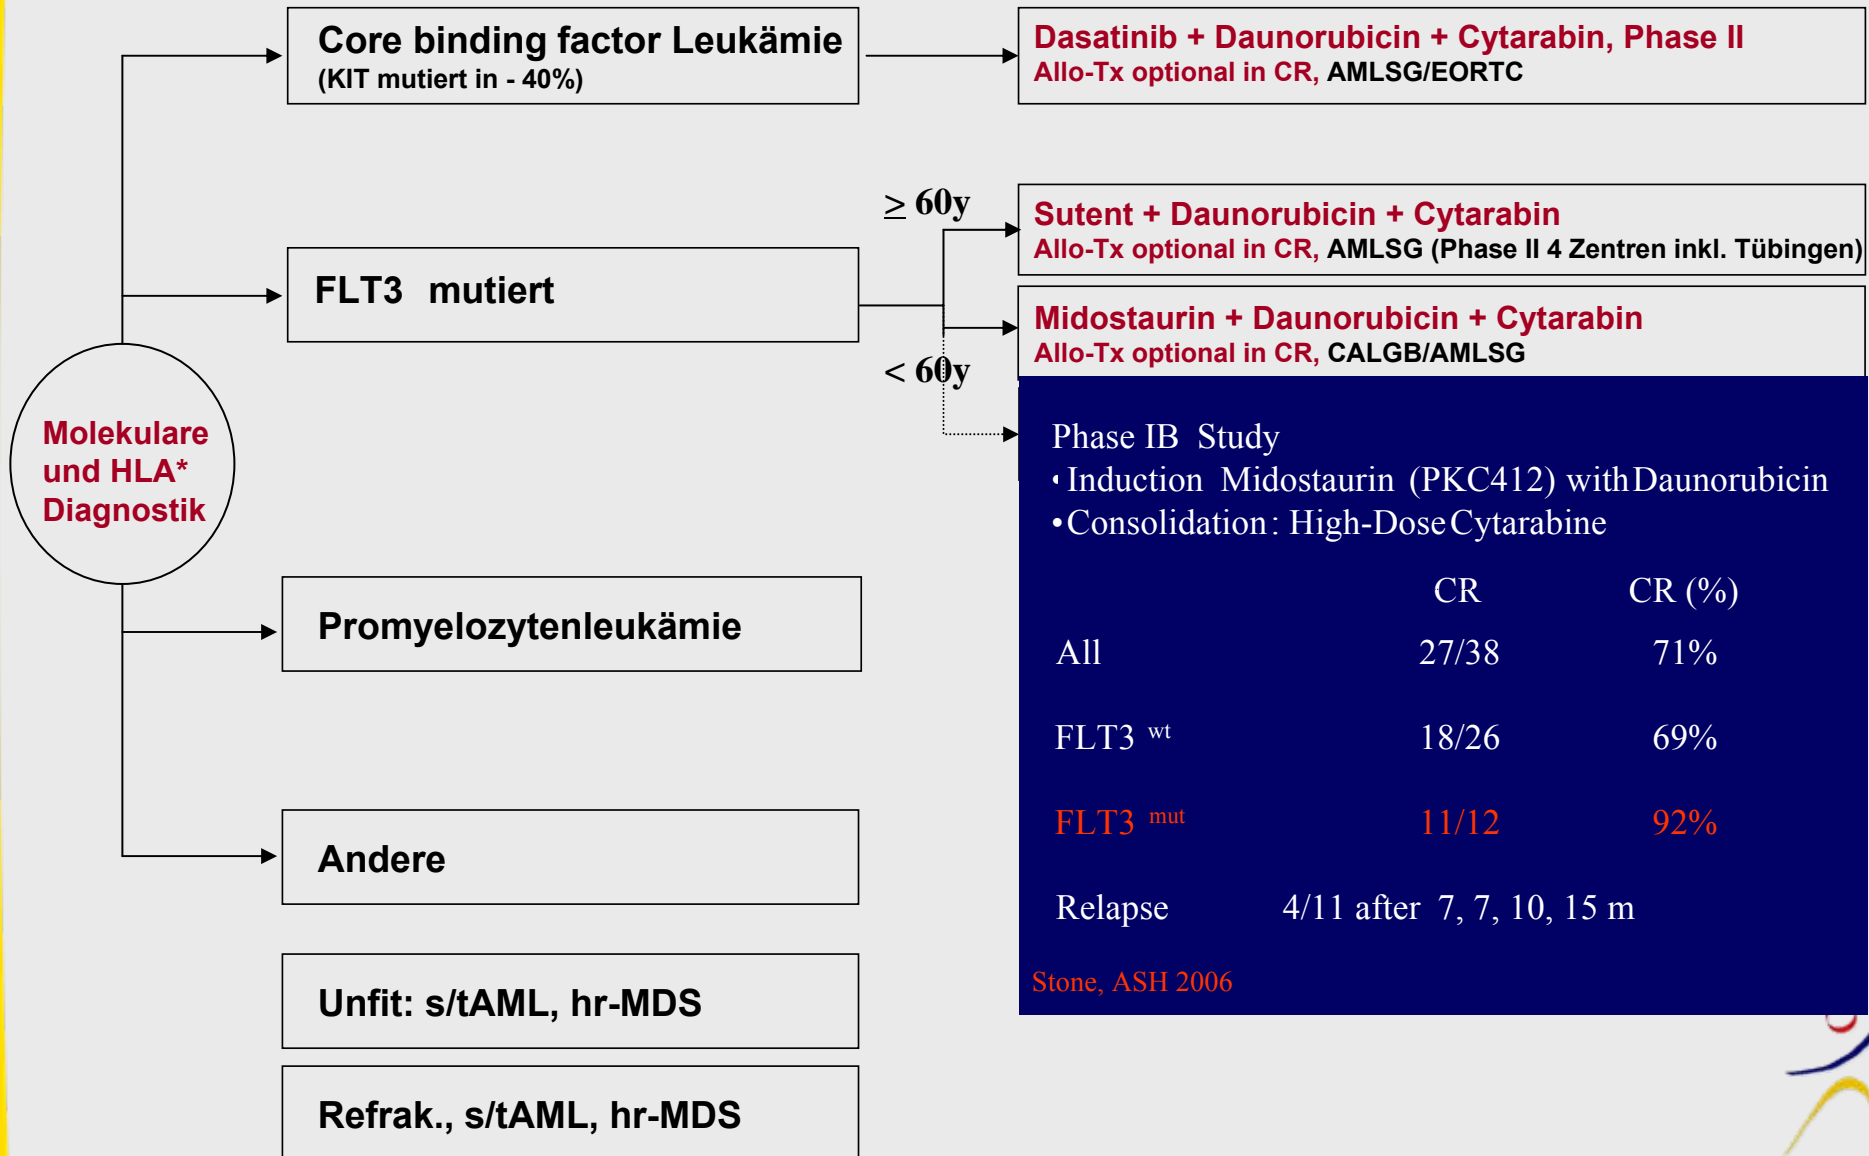 Core binding factor Leukämie
(KIT mutiert in - 40%)
Dasatinib + Daunorubicin + Cytarabin, Phase II
Allo-Tx optional in CR, AMLSG/EORTC
≥ 60y
Sutent + Daunorubicin + Cytarabin
Allo-Tx optional in CR, AMLSG (Phase II 4 Zentren inkl. Tübingen)
FLT3 mutiert
Midostaurin + Daunorubicin + Cytarabin
Allo-Tx optional in CR, CALGB/AMLSG
< 60y
Molekulare
und HLA*
Diagnostik
Phase IB Study
• Induction Midostaurin (PKC412) with Daunorubicin
• Consolidation: High-Dose Cytarabine
CR CR (%)
All 27/38 71%
FLT3 wt 18/26 69%
FLT3 mut 11/12 92%
Relapse 4/11 after 7, 7, 10, 15 m
Stone, ASH 2006
Promyelozytenleukämie
Andere
Unfit: s/tAML, hr-MDS
Refrak., s/tAML, hr-MDS